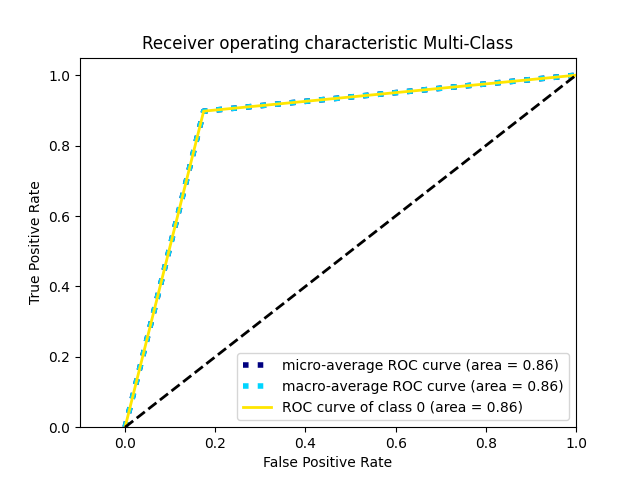 Receiver operating characteristic Multi-Class
1.0
0.8
0.6
0.4
0.2
0.0
True Positive Rate
micro-average ROC curve (area = 0.86)
macro-average ROC curve (area = 0.86)
ROC curve of class 0 (area = 0.86)
0.0 0.2 0.4 0.6 0.8 1.0
False Positive Rate